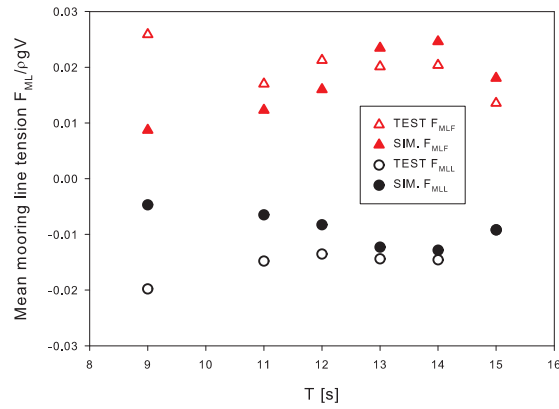 Mean mooring line tension F_ML/ρgV
0.03
0.02
0.01
0.00
-0.01
-0.02
-0.03
TEST F_MLF
SIM. F_MLF
TEST F_MLL
SIM. F_MLL
8 9 10 11 12 13 14 15 16
T [s]